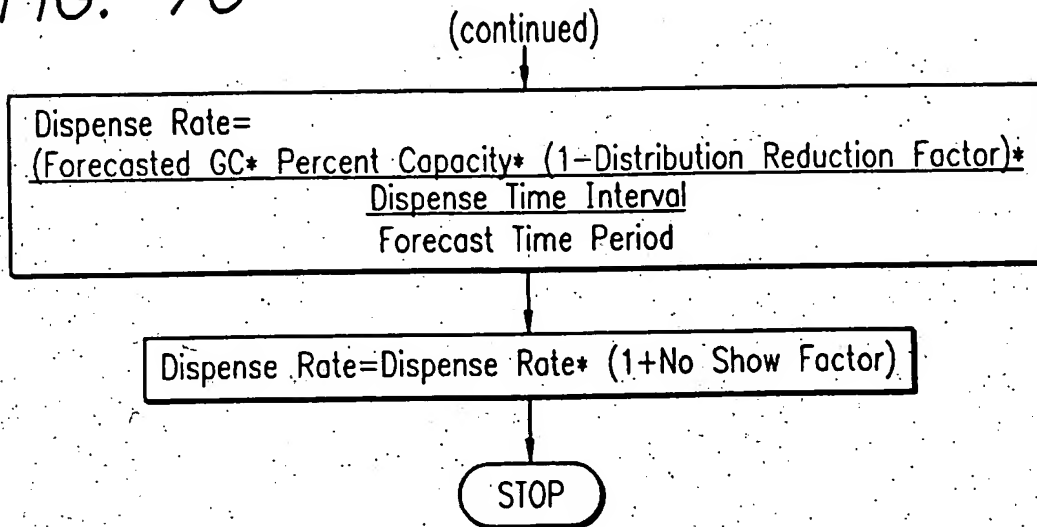 FIG.
(continued)
Dispense Rate=
(Forecasted GC* Percent Capacity* (1-Distribution Reduction Factor)*
Dispense Time Interval
Forecast Time Period
Dispense Rate=Dispense Rate* (1+No Show Factor)
STOP